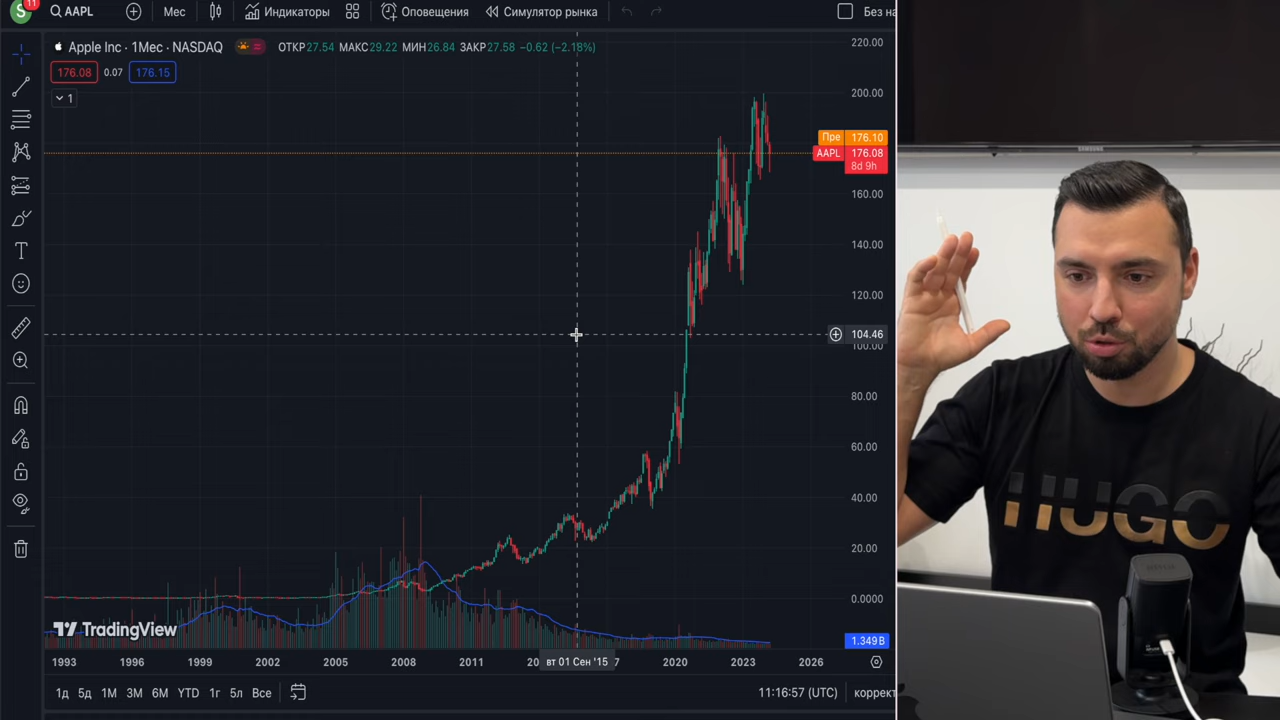 S 11 AAPL Мес Индикаторы Оповещения Симулятор рынка Без на
Apple Inc · 1Мес · NASDAQ ОТКР27.54 МАКС29.22 МИН26.84 ЗАКР27.58 −0.62 (−2.18%)
176.08 0.07 176.15
1
220.00
200.00
Пре 176.10
AAPL 176.08
8d 9h
160.00
140.00
120.00
104.46
100.00
80.00
60.00
40.00
20.00
0.0000
1.349B
TradingView
1993 1996 1999 2002 2005 2008 2011 вт 01 Сен '15 2020 2023 2026
1д 5д 1М 3М 6М YTD 1г 5л Все 11:16:57 (UTC) коррект
SAMSUNG
HUGO